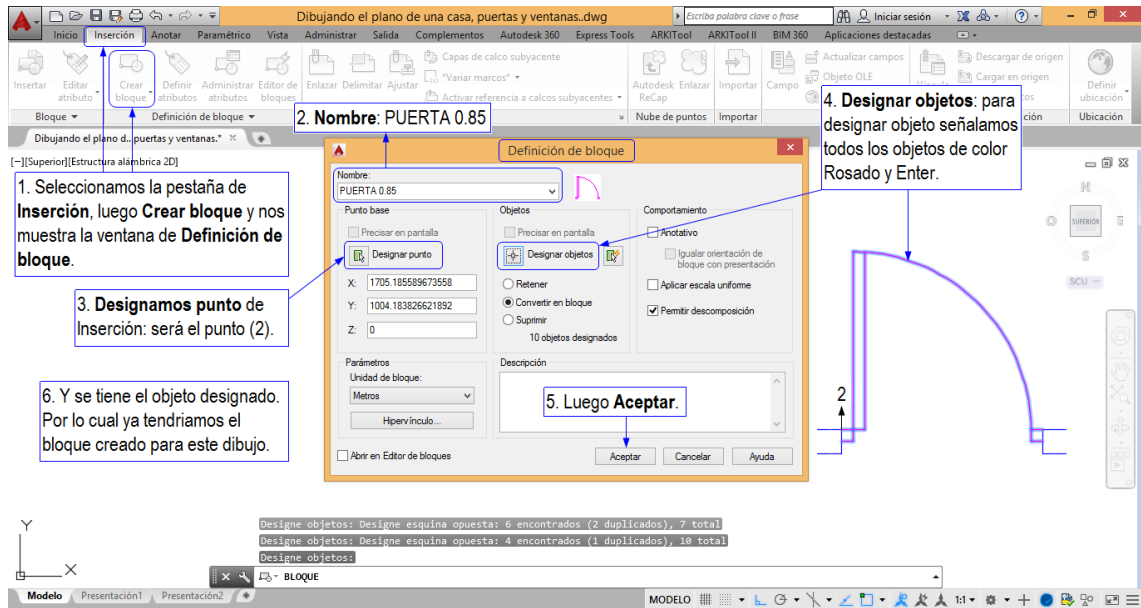 Dibujando el plano de una casa, puertas y ventanas..dwg
Escriba palabra clave o frase
Iniciar sesión
Inicio Inserción Anotar Paramétrico Vista Administrar Salida Complementos Autodesk 360 Express Tools ARKITool ARKITool II BIM 360 Aplicaciones destacadas
Insertar
Editar atributo
Crear bloque
Definir atributos
Administrar atributos
Editor de bloques
Enlazar
Delimitar
Ajustar
Capas de calco subyacente
*Variar marcos*
Activar referencia a calcos subyacentes
Autodesk ReCap
Enlazar
Importar
Campo
Actualizar campos
Objeto OLE
Descargar de origen
Cargar en origen
Definir ubicación
Bloque
Definición de bloque
Nube de puntos
Importar
Ubicación
Dibujando el plano d...puertas y ventanas.*
[−][Superior][Estructura alámbrica 2D]
1. Seleccionamos la pestaña de
Inserción, luego Crear bloque y nos
muestra la ventana de Definición de
bloque.
2. Nombre: PUERTA 0.85
3. Designamos punto de
Inserción: será el punto (2).
4. Designar objetos: para
designar objeto señalamos
todos los objetos de color
Rosado y Enter.
5. Luego Aceptar.
6. Y se tiene el objeto designado.
Por lo cual ya tendriamos el
bloque creado para este dibujo.
Definición de bloque
Nombre:
PUERTA 0.85
Punto base
Precisar en pantalla
Designar punto
X: 1705.185589673558
Y: 1004.183826621892
Z: 0
Objetos
Precisar en pantalla
Designar objetos
Retener
Convertir en bloque
Suprimir
10 objetos designados
Comportamiento
Anotativo
Igualar orientación de
bloque con presentación
Aplicar escala uniforme
Permitir descomposición
Parámetros
Unidad de bloque:
Metros
Hipervínculo...
Descripción
Abrir en Editor de bloques
Aceptar
Cancelar
Ayuda
N
O
SUPERIOR
E
S
SCU
2
Y
X
Designe objetos: Designe esquina opuesta: 6 encontrados (2 duplicados), 7 total
Designe objetos: Designe esquina opuesta: 4 encontrados (1 duplicados), 10 total
Designe objetos:
BLOQUE
Modelo Presentación1 Presentación2
MODELO
1:1